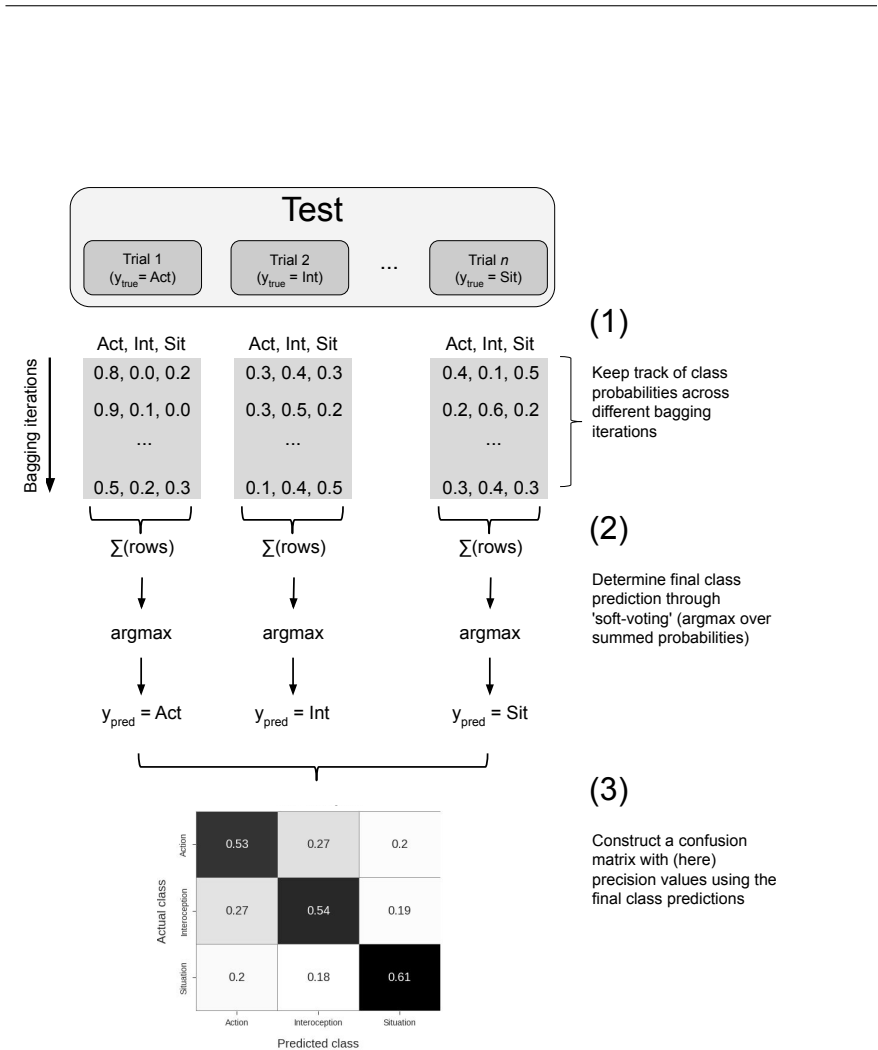 Test
Trial 1
(y_true = Act)
Trial 2
(y_true = Int)
...
Trial n
(y_true = Sit)
(1)
Keep track of class
probabilities across
different bagging
iterations
Bagging iterations
Act, Int, Sit
0.8, 0.0, 0.2
0.9, 0.1, 0.0
...
0.5, 0.2, 0.3
Act, Int, Sit
0.3, 0.4, 0.3
0.3, 0.5, 0.2
...
0.1, 0.4, 0.5
Act, Int, Sit
0.4, 0.1, 0.5
0.2, 0.6, 0.2
...
0.3, 0.4, 0.3
(2)
Determine final class
prediction through
'soft-voting' (argmax over
summed probabilities)
∑(rows)
∑(rows)
∑(rows)
argmax
argmax
argmax
y_pred = Act
y_pred = Int
y_pred = Sit
(3)
Construct a confusion
matrix with (here)
precision values using the
final class predictions
Actual class
Action
0.53
0.27
0.2
Interoception
0.27
0.54
0.19
Situation
0.2
0.18
0.61
Action
Interoception
Situation
Predicted class